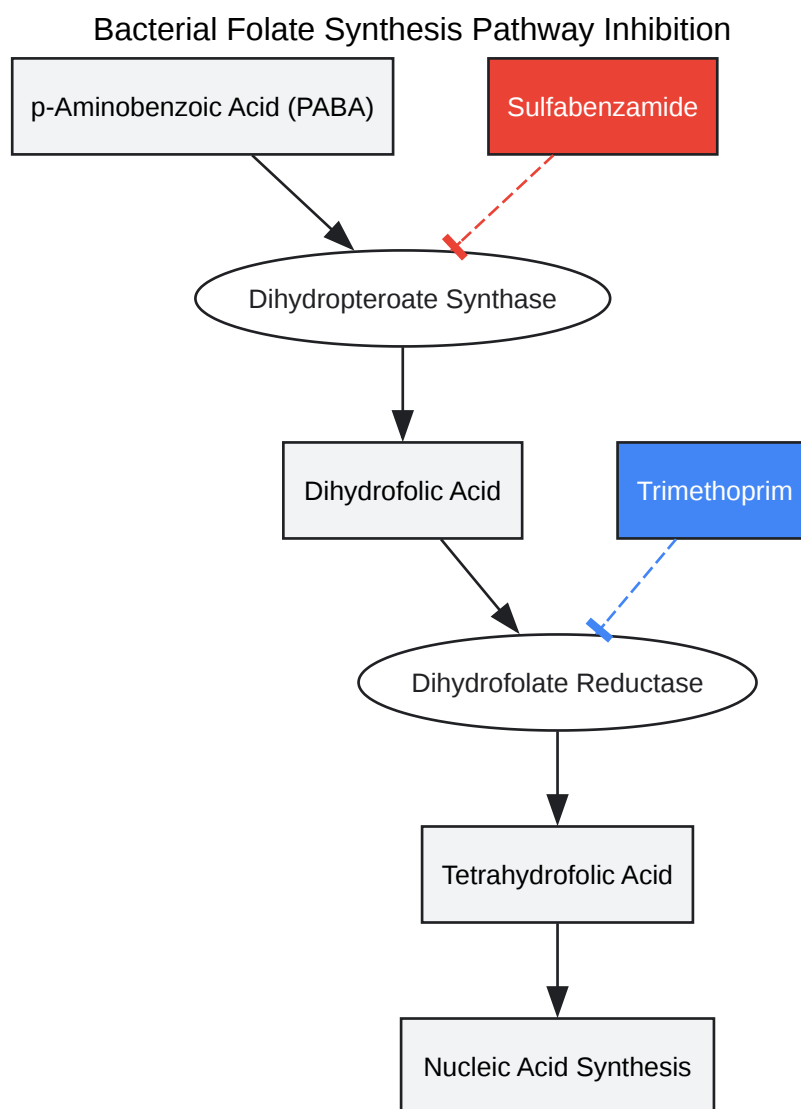 Bacterial Folate Synthesis Pathway Inhibition
p-Aminobenzoic Acid (PABA)
Sulfabenzamide
Dihydropteroate Synthase
Dihydrofolic Acid
Trimethoprim
Dihydrofolate Reductase
Tetrahydrofolic Acid
Nucleic Acid Synthesis